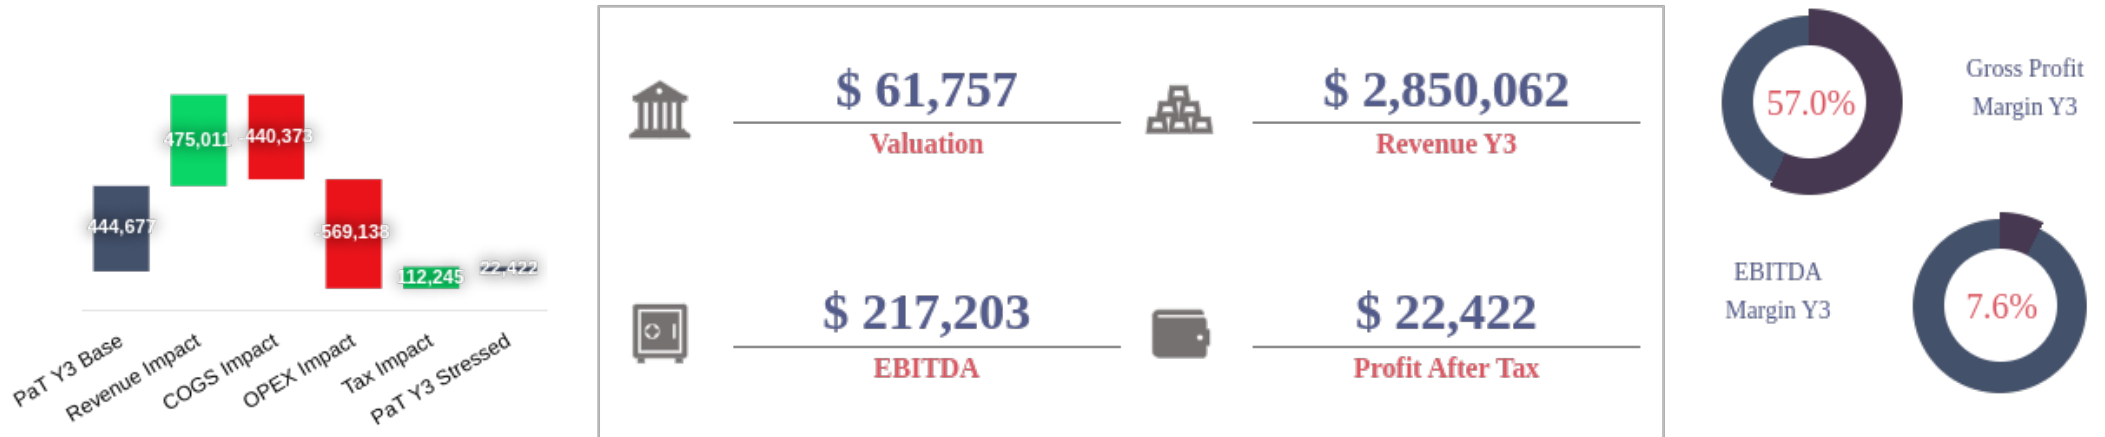 444,677
475,011
-440,373
-569,138
112,245
22,422
PaT Y3 Base
Revenue Impact
COGS Impact
OPEX Impact
Tax Impact
PaT Y3 Stressed
$ 61,757
Valuation
$ 2,850,062
Revenue Y3
$ 217,203
EBITDA
$ 22,422
Profit After Tax
57.0%
Gross Profit
Margin Y3
EBITDA
Margin Y3
7.6%